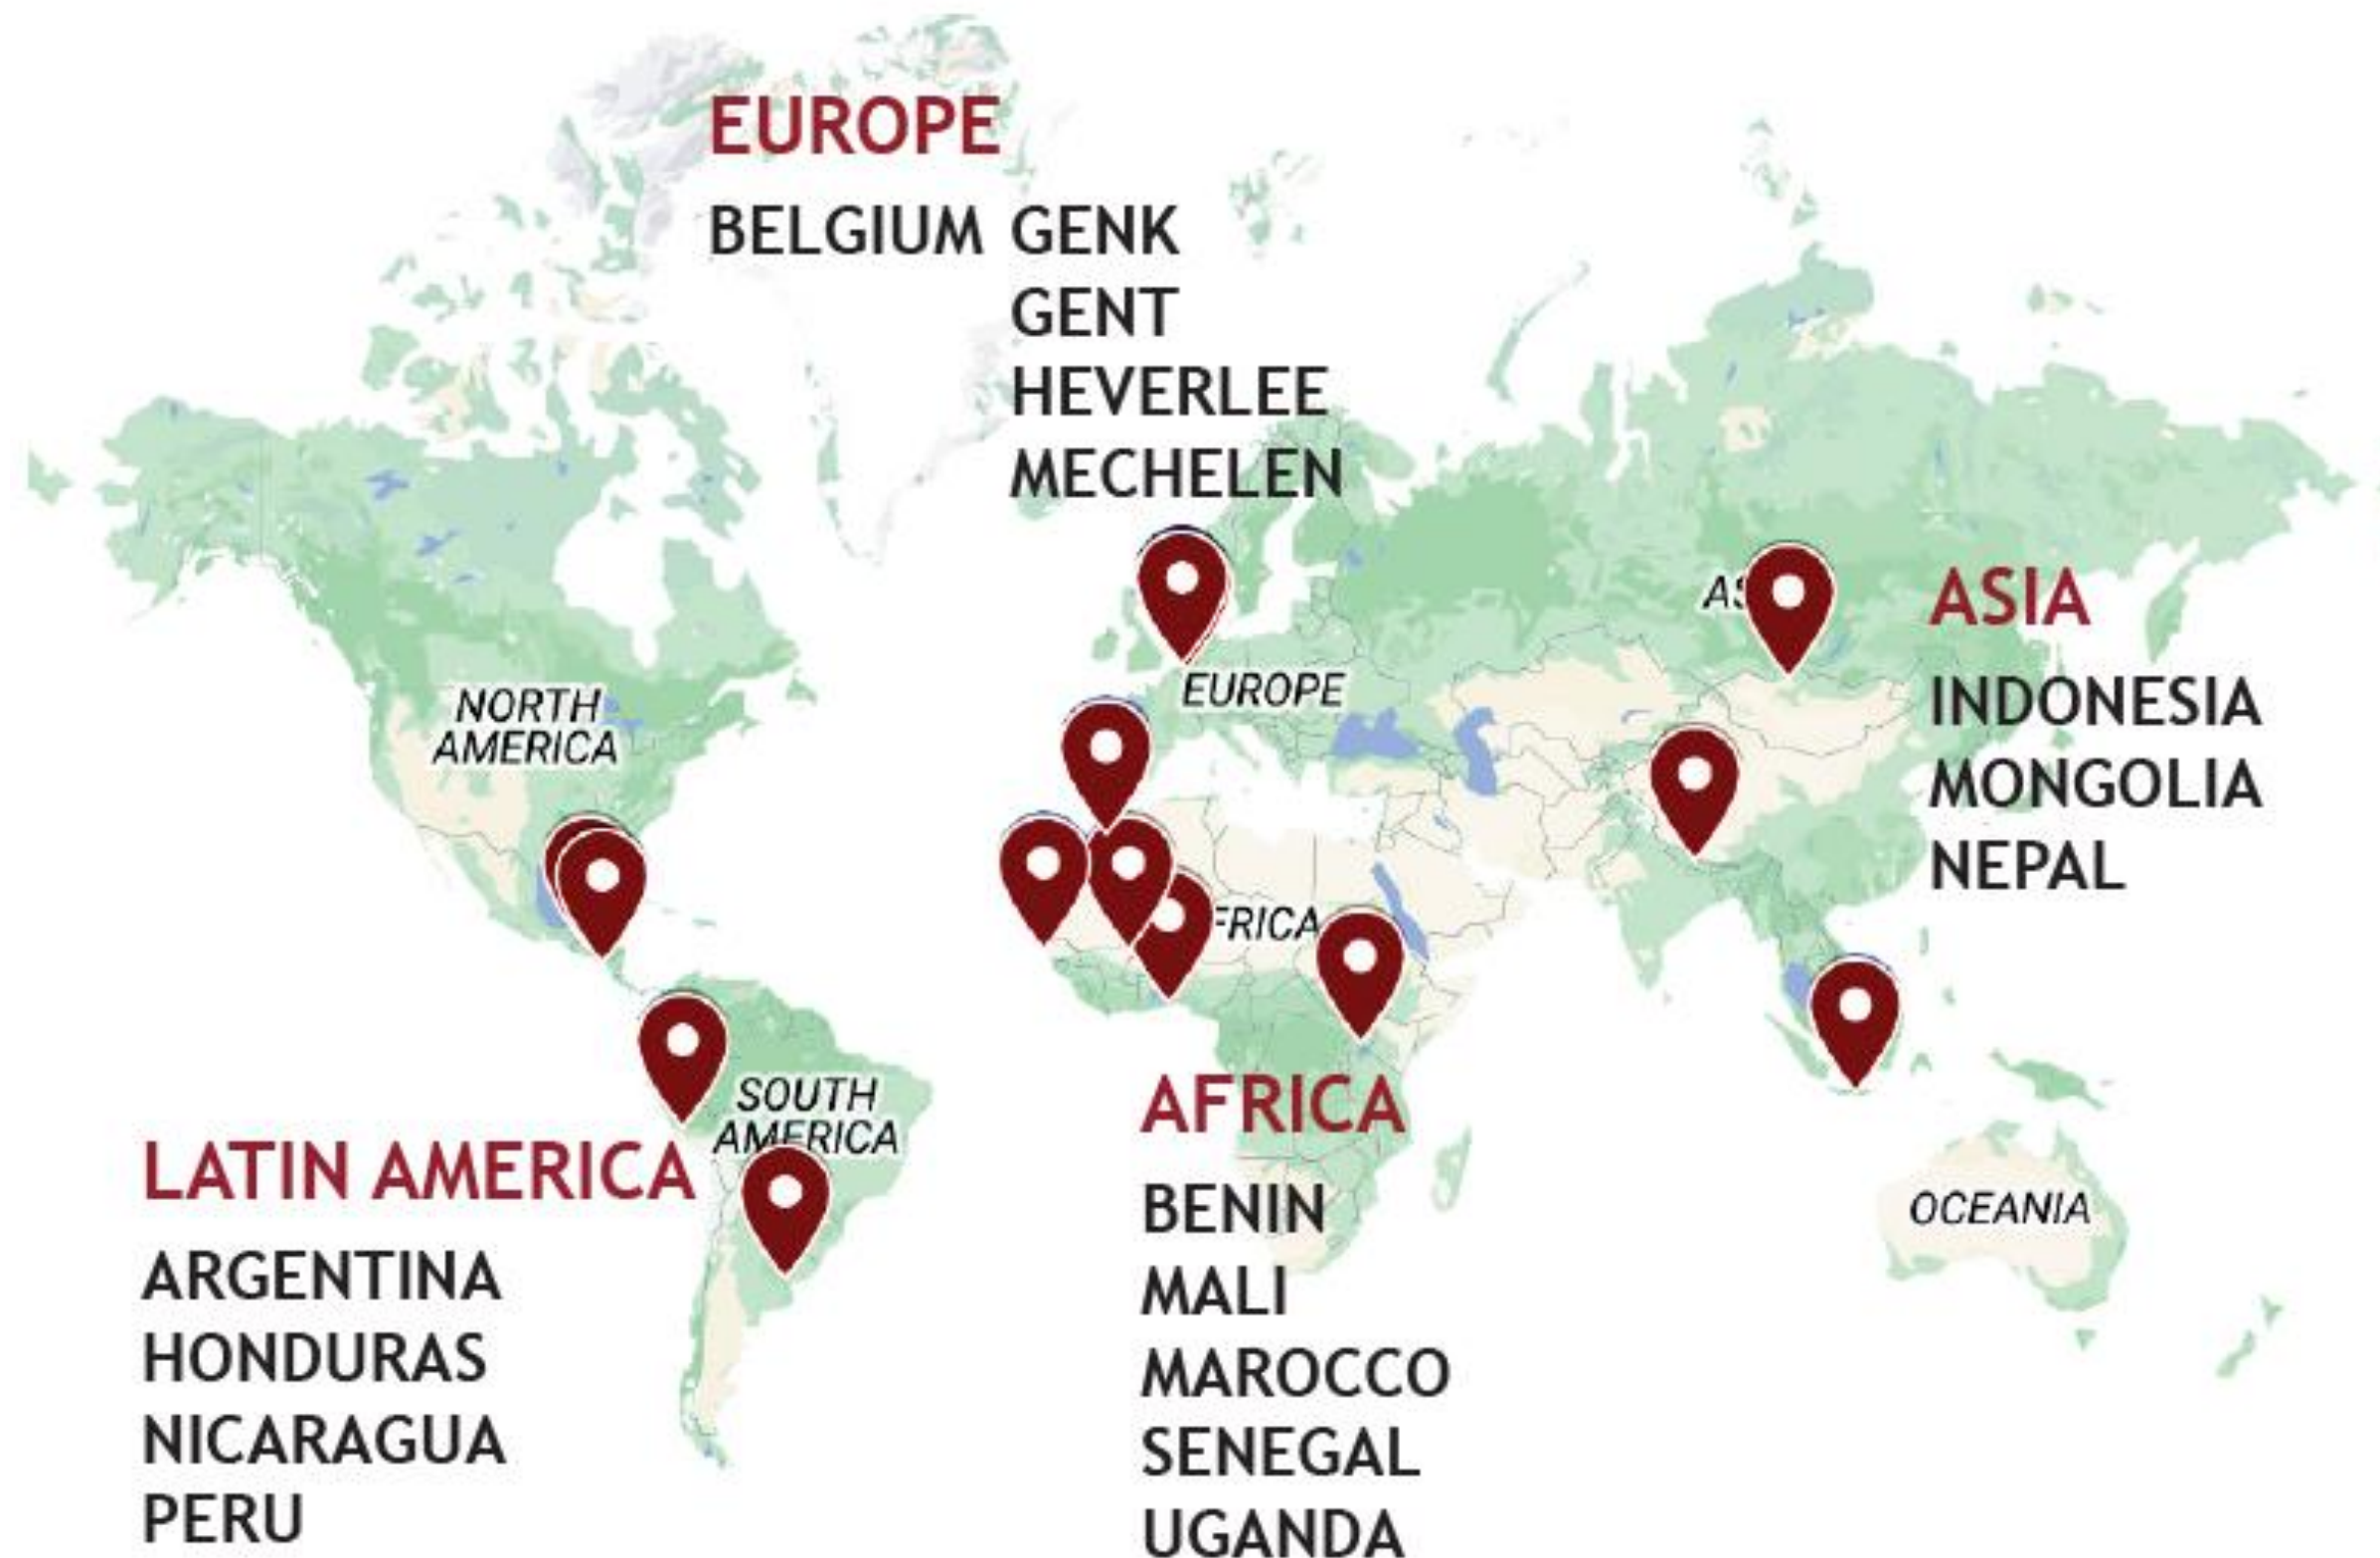 EUROPE
BELGIUM GENK
GENT
HEVERLEE
MECHELEN
ASIA
INDONESIA
MONGOLIA
NEPAL
EUROPE
NORTH
AMERICA
SOUTH
AMERICA
OCEANIA
LATIN AMERICA
ARGENTINA
HONDURAS
NICARAGUA
PERU
AFRICA
BENIN
MALI
MAROCCO
SENEGAL
UGANDA